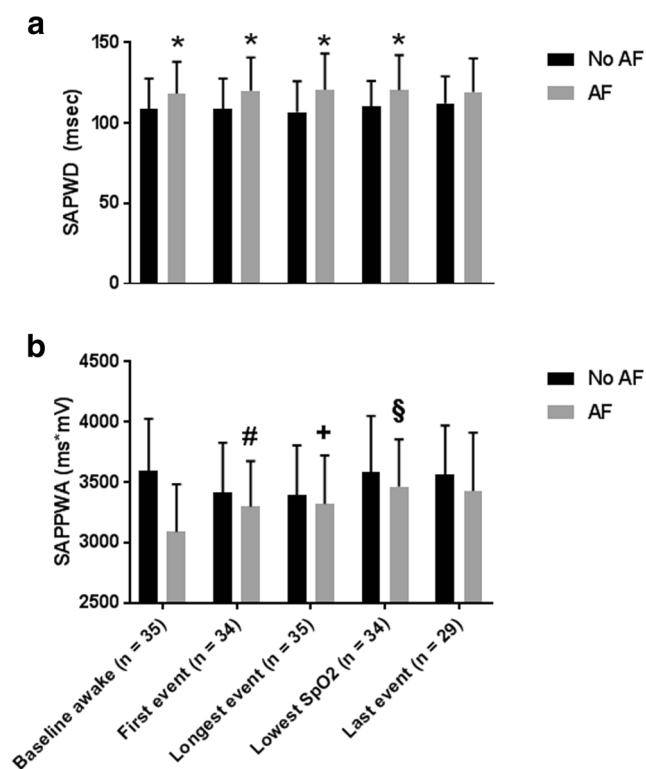 a
150
100
50
0
SAPWD (msec)
* * * *
No AF
AF
b
4500
4000
3500
3000
2500
SAPPWA (ms*mV)
# + §
No AF
AF
Baseline awake (n = 35)
First event (n = 34)
Longest event (n = 35)
Lowest SpO2 (n = 34)
Last event (n = 29)